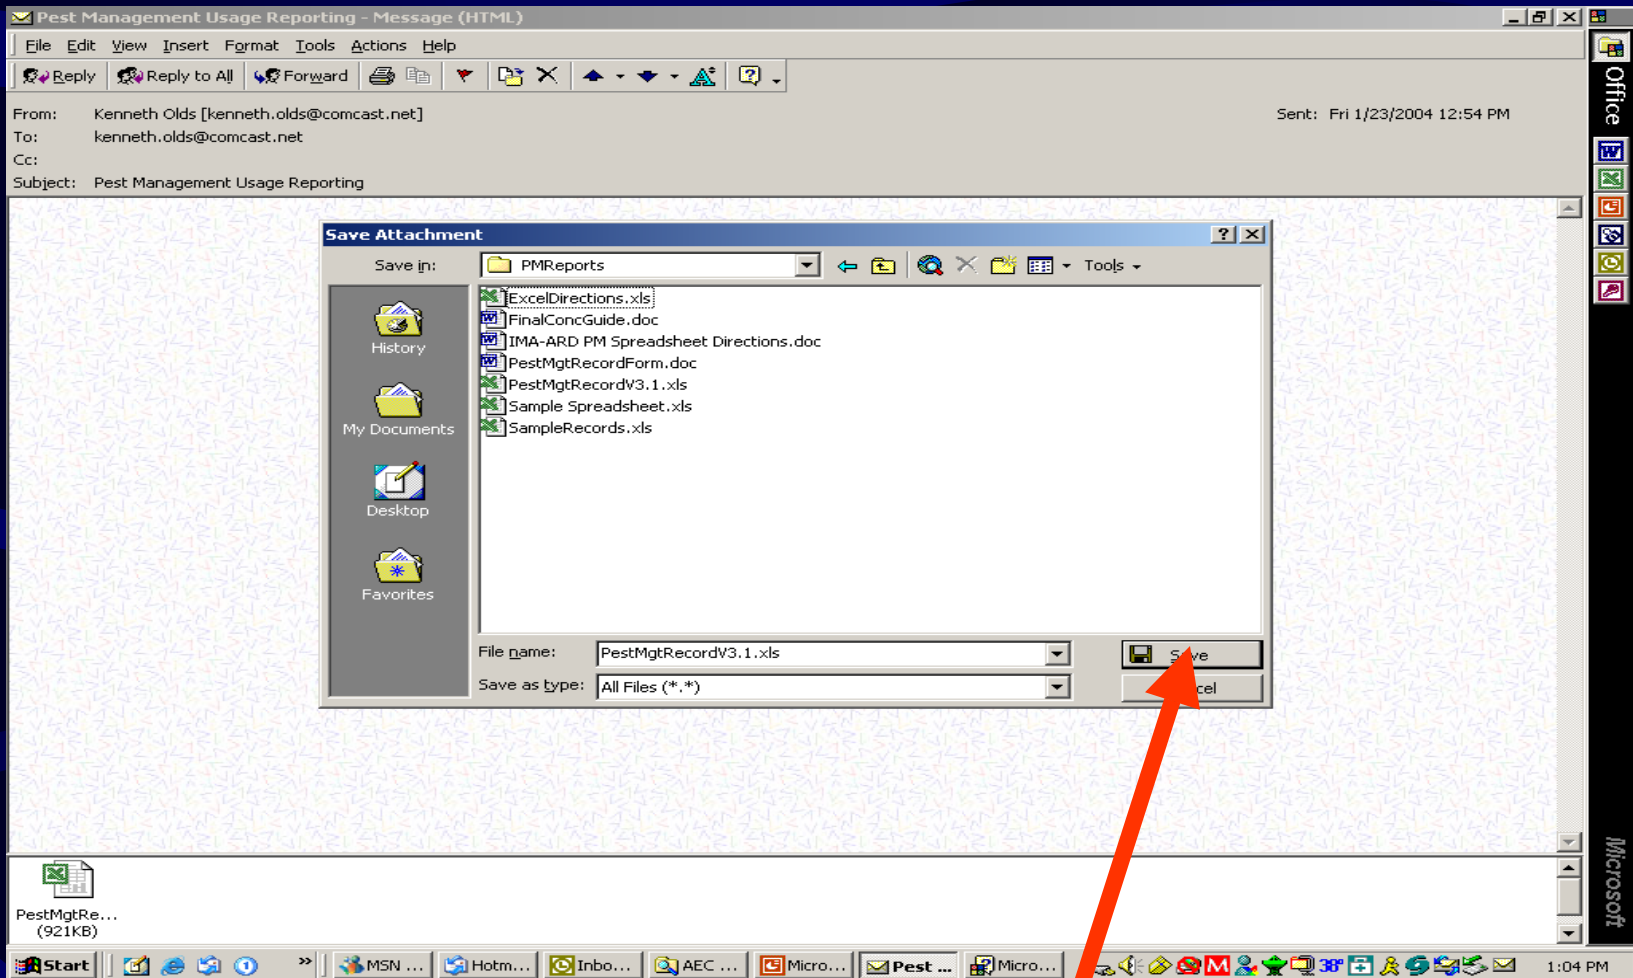 Pest Management Usage Reporting - Message (HTML)
File Edit View Insert Format Tools Actions Help
Reply Reply to All Forward
From: Kenneth Olds [kenneth.olds@comcast.net] Sent: Fri 1/23/2004 12:54 PM
To: kenneth.olds@comcast.net
Cc:
Subject: Pest Management Usage Reporting
Office
Save Attachment
Save in: PMReports Tools
ExcelDirections.xls
FinalConcGuide.doc
IMA-ARD PM Spreadsheet Directions.doc
PestMgtRecordForm.doc
PestMgtRecordV3.1.xls
Sample Spreadsheet.xls
SampleRecords.xls
History
My Documents
Desktop
Favorites
File name: PestMgtRecordV3.1.xls
Save as type: All Files (*.*)
Microsoft
PestMgtRe...
(921KB)
Start » MSN ... Hotm... Inbo... AEC ... Micro... Pest ... Micro... 38° 1:04 PM